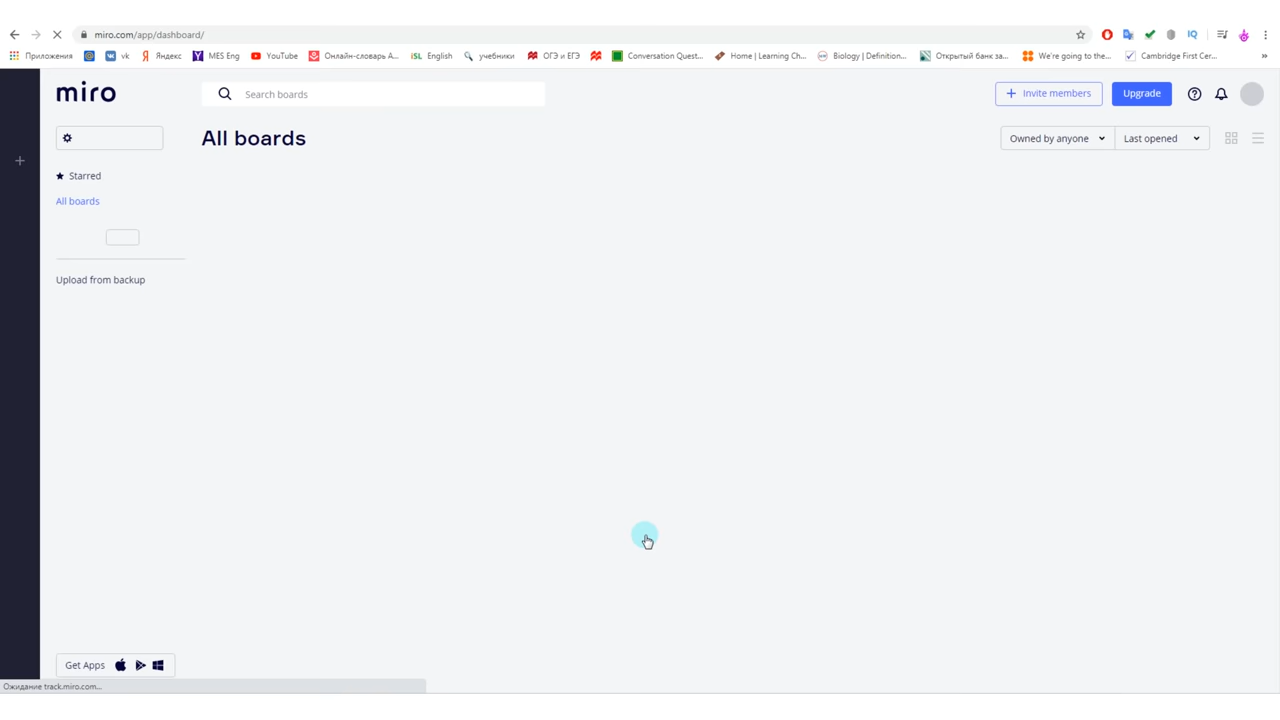 miro.com/app/dashboard/
Приложения vk Яндекс MES Eng YouTube Онлайн-словарь А... iSL English учебники ОГЭ и ЕГЭ Conversation Quest... Home | Learning Ch... Biology | Definition... Открытый банк за... We're going to the... Cambridge First Cer... »
miro Search boards Invite members Upgrade
All boards Owned by anyone Last opened
Starred
All boards
Upload from backup
Get Apps
Ожидание track.miro.com...